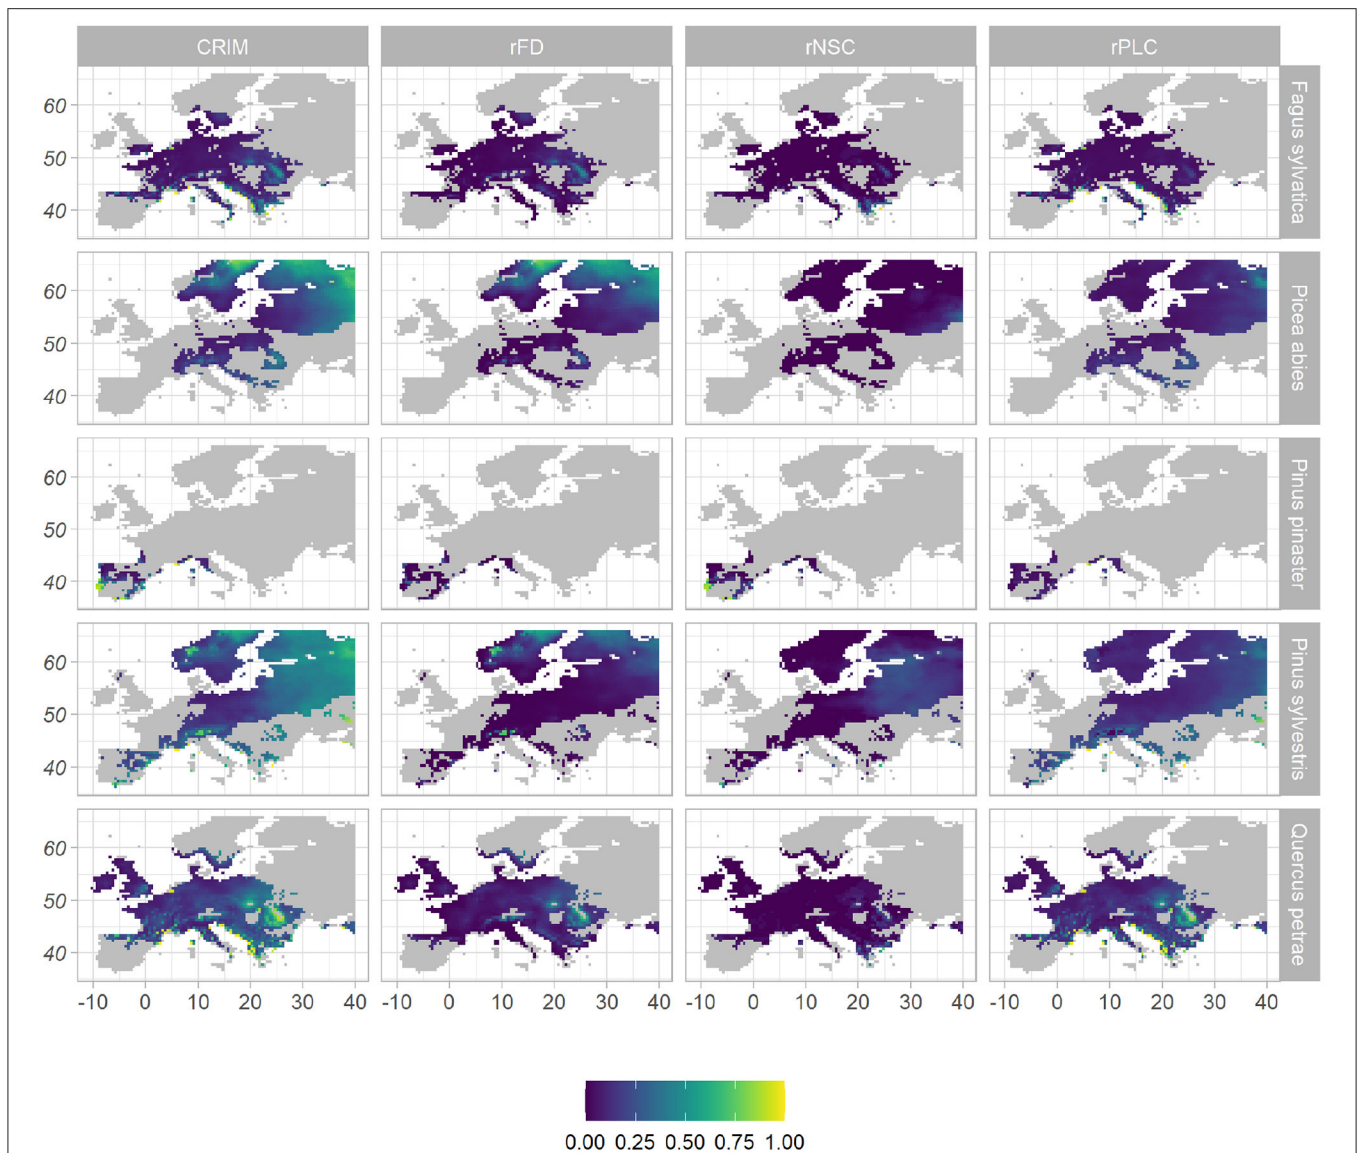 CRIM rFD rNSC rPLC
60
50
40
Fagus sylvatica
60
50
40
Picea abies
60
50
40
Pinus pinaster
60
50
40
Pinus sylvestris
60
50
40
Quercus petrae
-10 0 10 20 30 40 -10 0 10 20 30 40 -10 0 10 20 30 40 -10 0 10 20 30 40
0.00 0.25 0.50 0.75 1.00